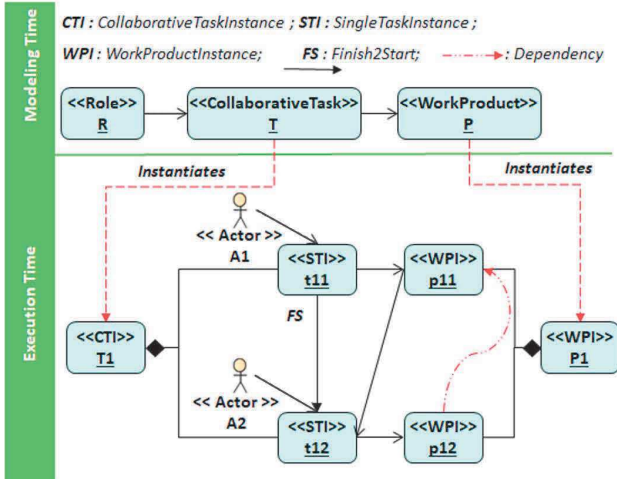 Modeling Time
CTI : CollaborativeTaskInstance ; STI : SingleTaskInstance ;
WPI : WorkProductInstance; FS : Finish2Start; : Dependency
<<Role>>
R
<<CollaborativeTask>>
T
<<WorkProduct>>
P
Instantiates
Instantiates
Execution Time
<< Actor >>
A1
<<STI>>
t11
<<WPI>>
p11
FS
<<CTI>>
T1
<<WPI>>
P1
<< Actor >>
A2
<<STI>>
t12
<<WPI>>
p12